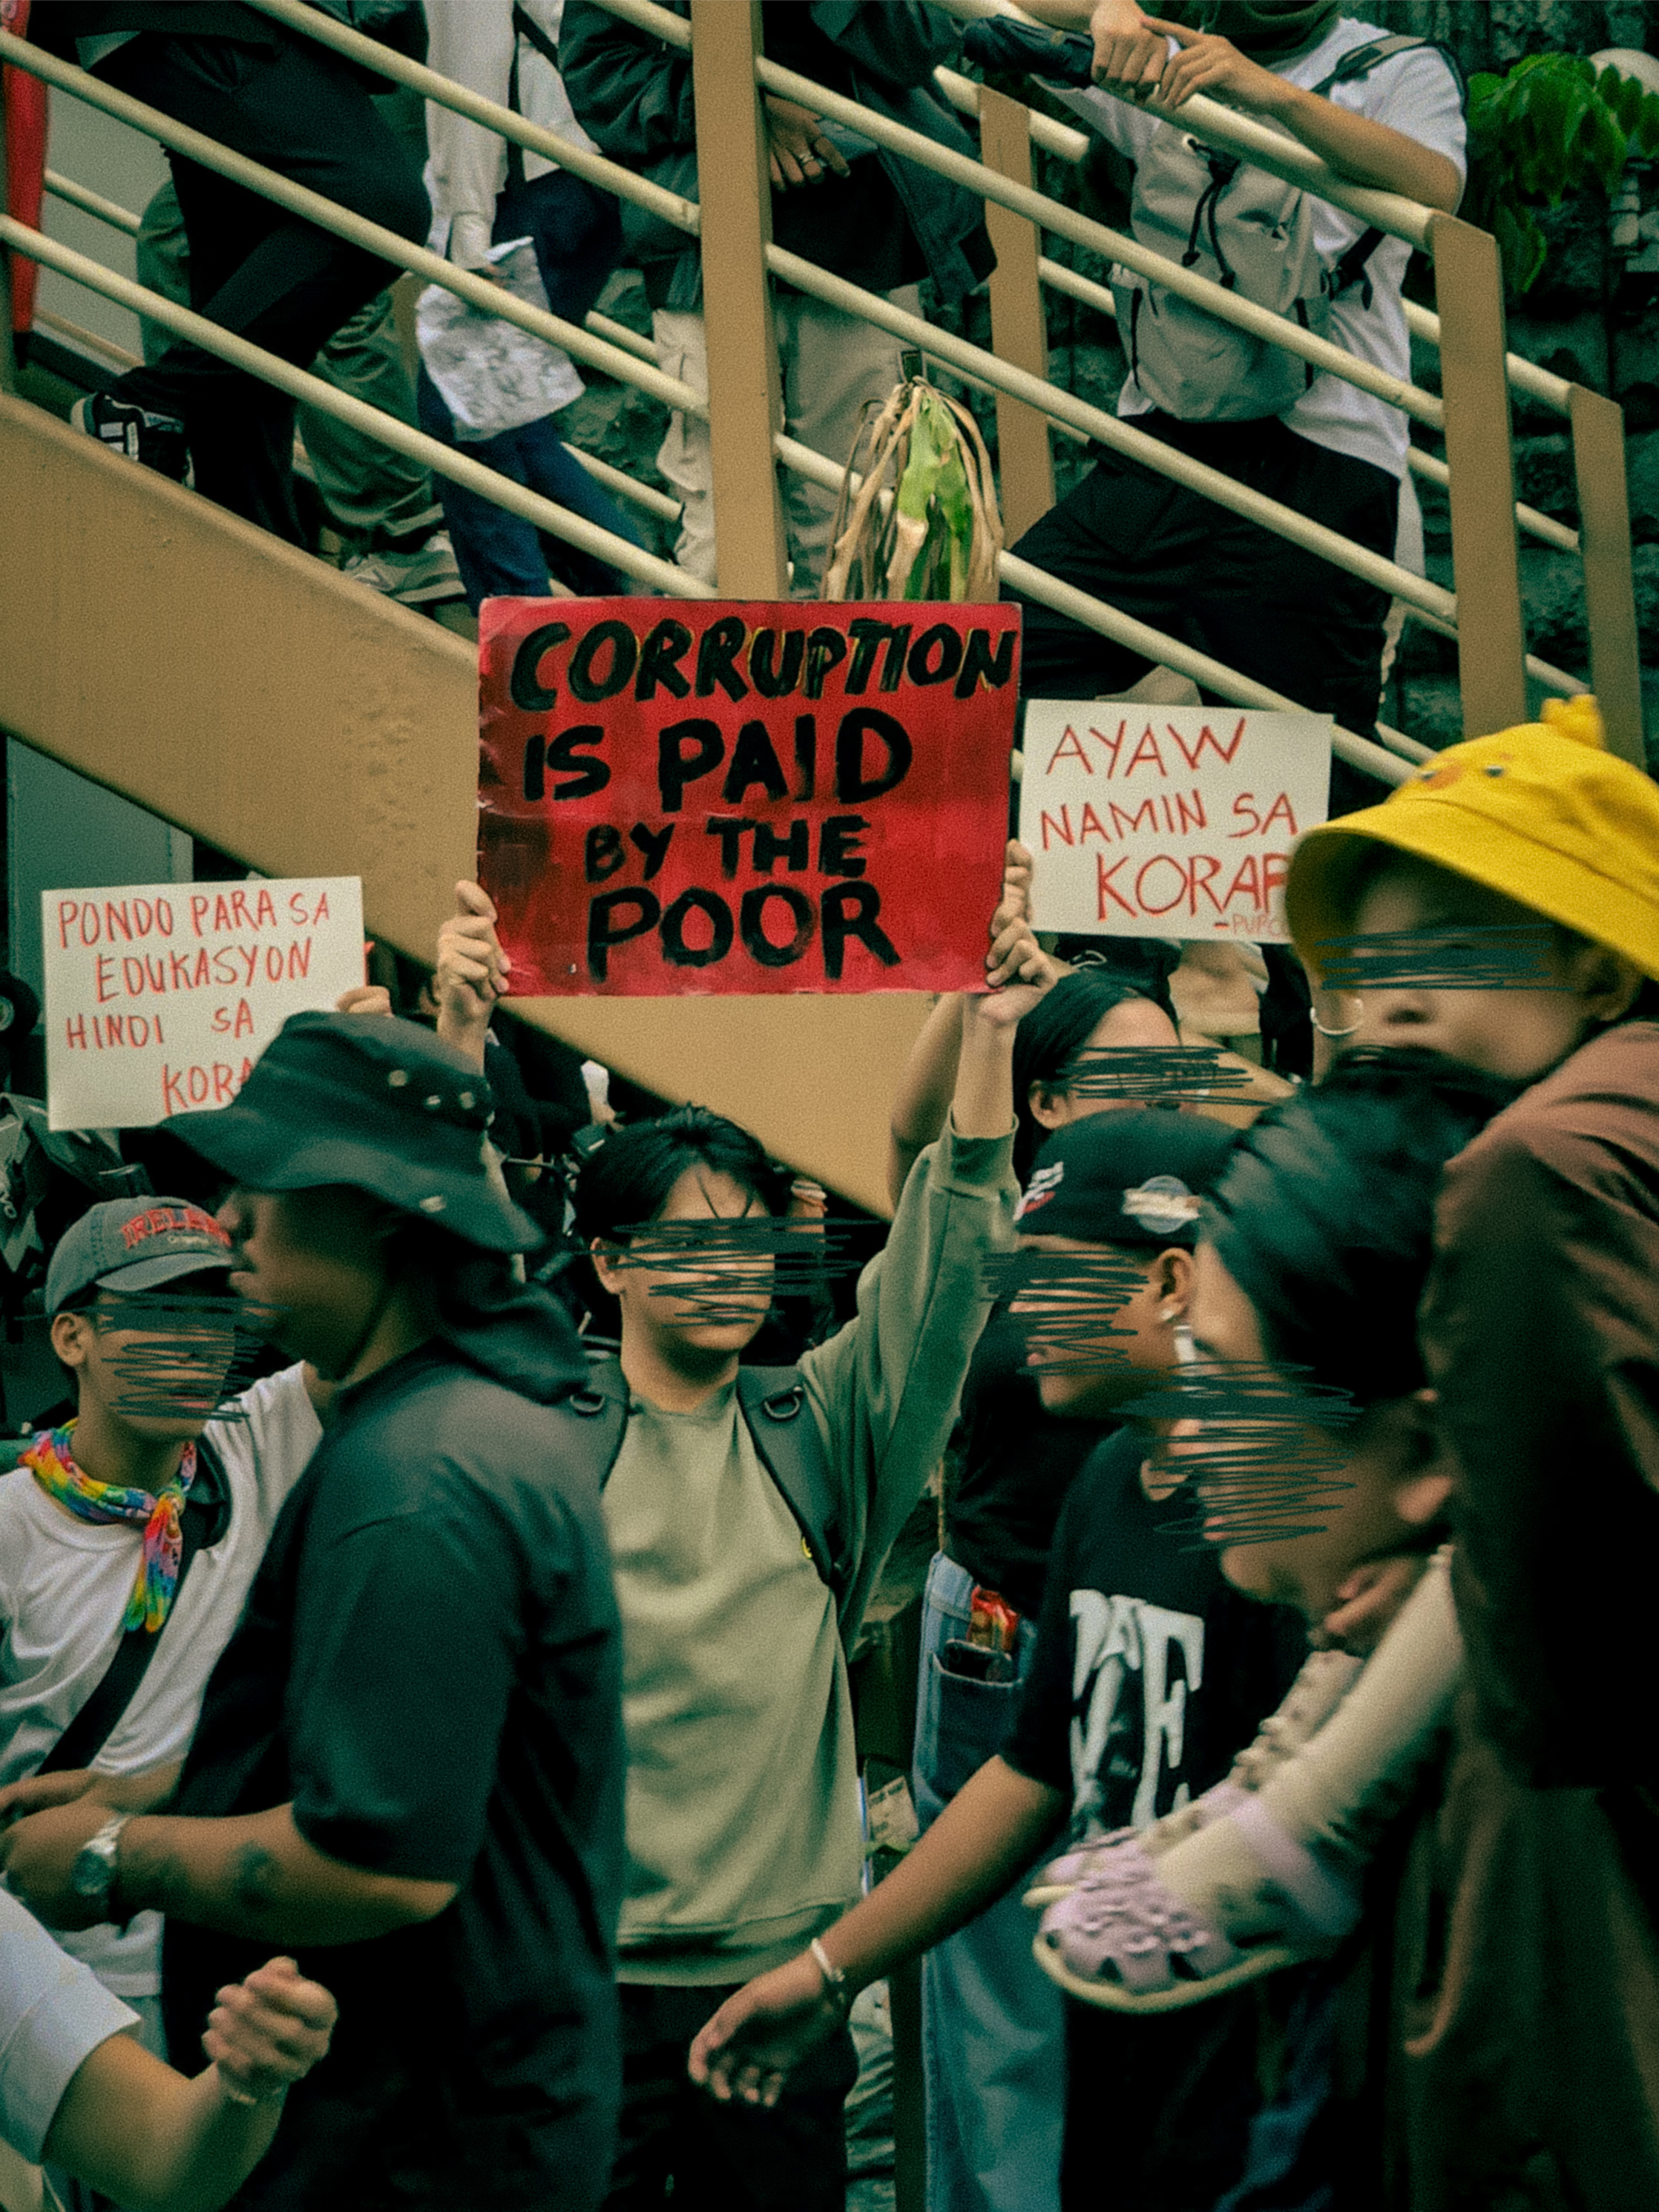 CORRUPTION
IS PAID
BY THE
POOR
AYAW
NAMIN SA
PONDO PARA SA
EDUKASYON
HINDI SA